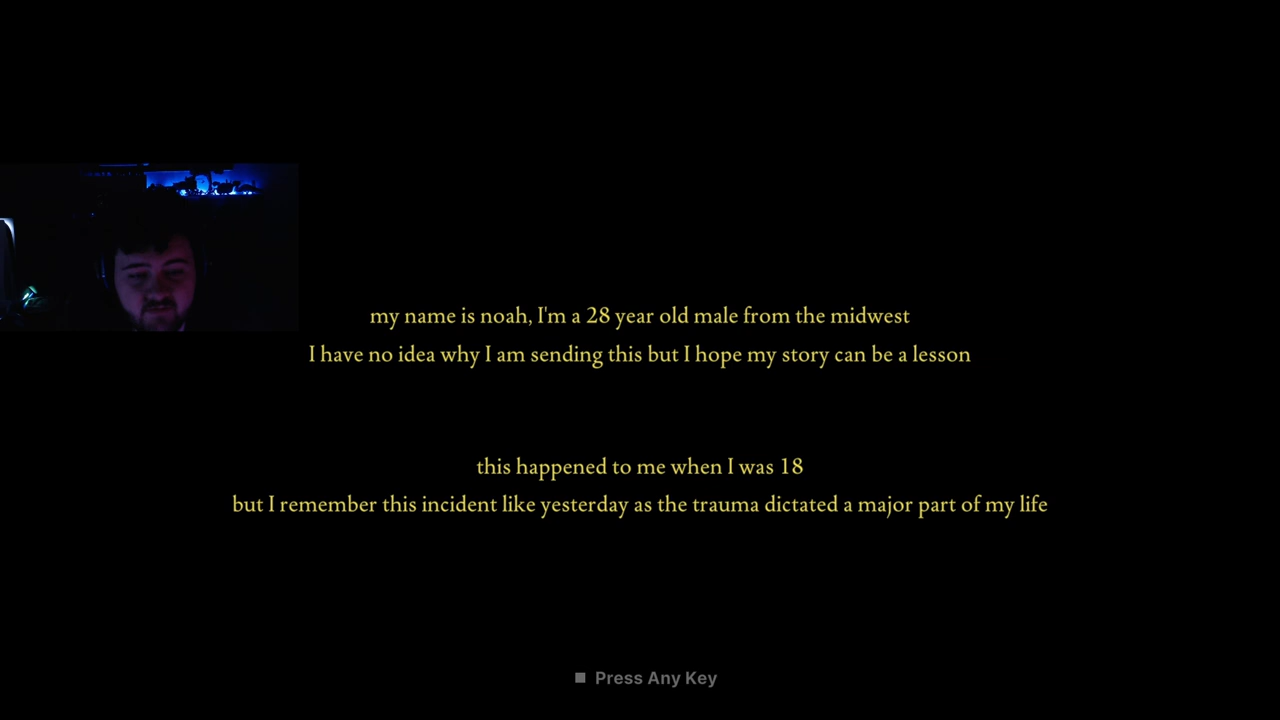 my name is noah, I'm a 28 year old male from the midwest
I have no idea why I am sending this but I hope my story can be a lesson
this happened to me when I was 18
but I remember this incident like yesterday as the trauma dictated a major part of my life
Press Any Key